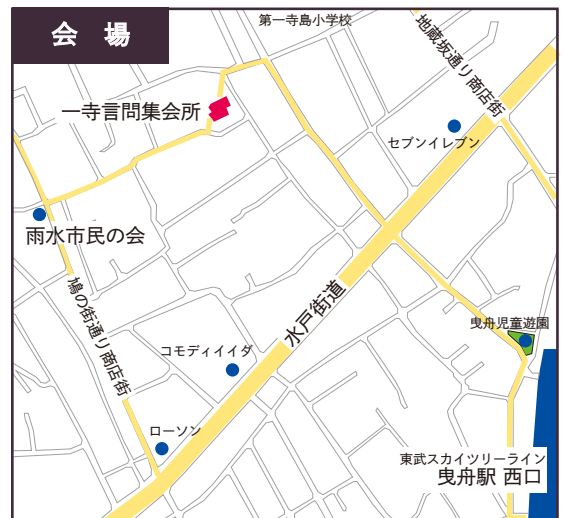 会 場
第一寺島小学校
地蔵坂通り商店街
一寺言問集会所
セブンイレブン
雨水市民の会
鳩の街通り商店街
水戸街道
曳舟児童遊園
コモディイイダ
ローソン
東武スカイツリーライン
曳舟駅 西口